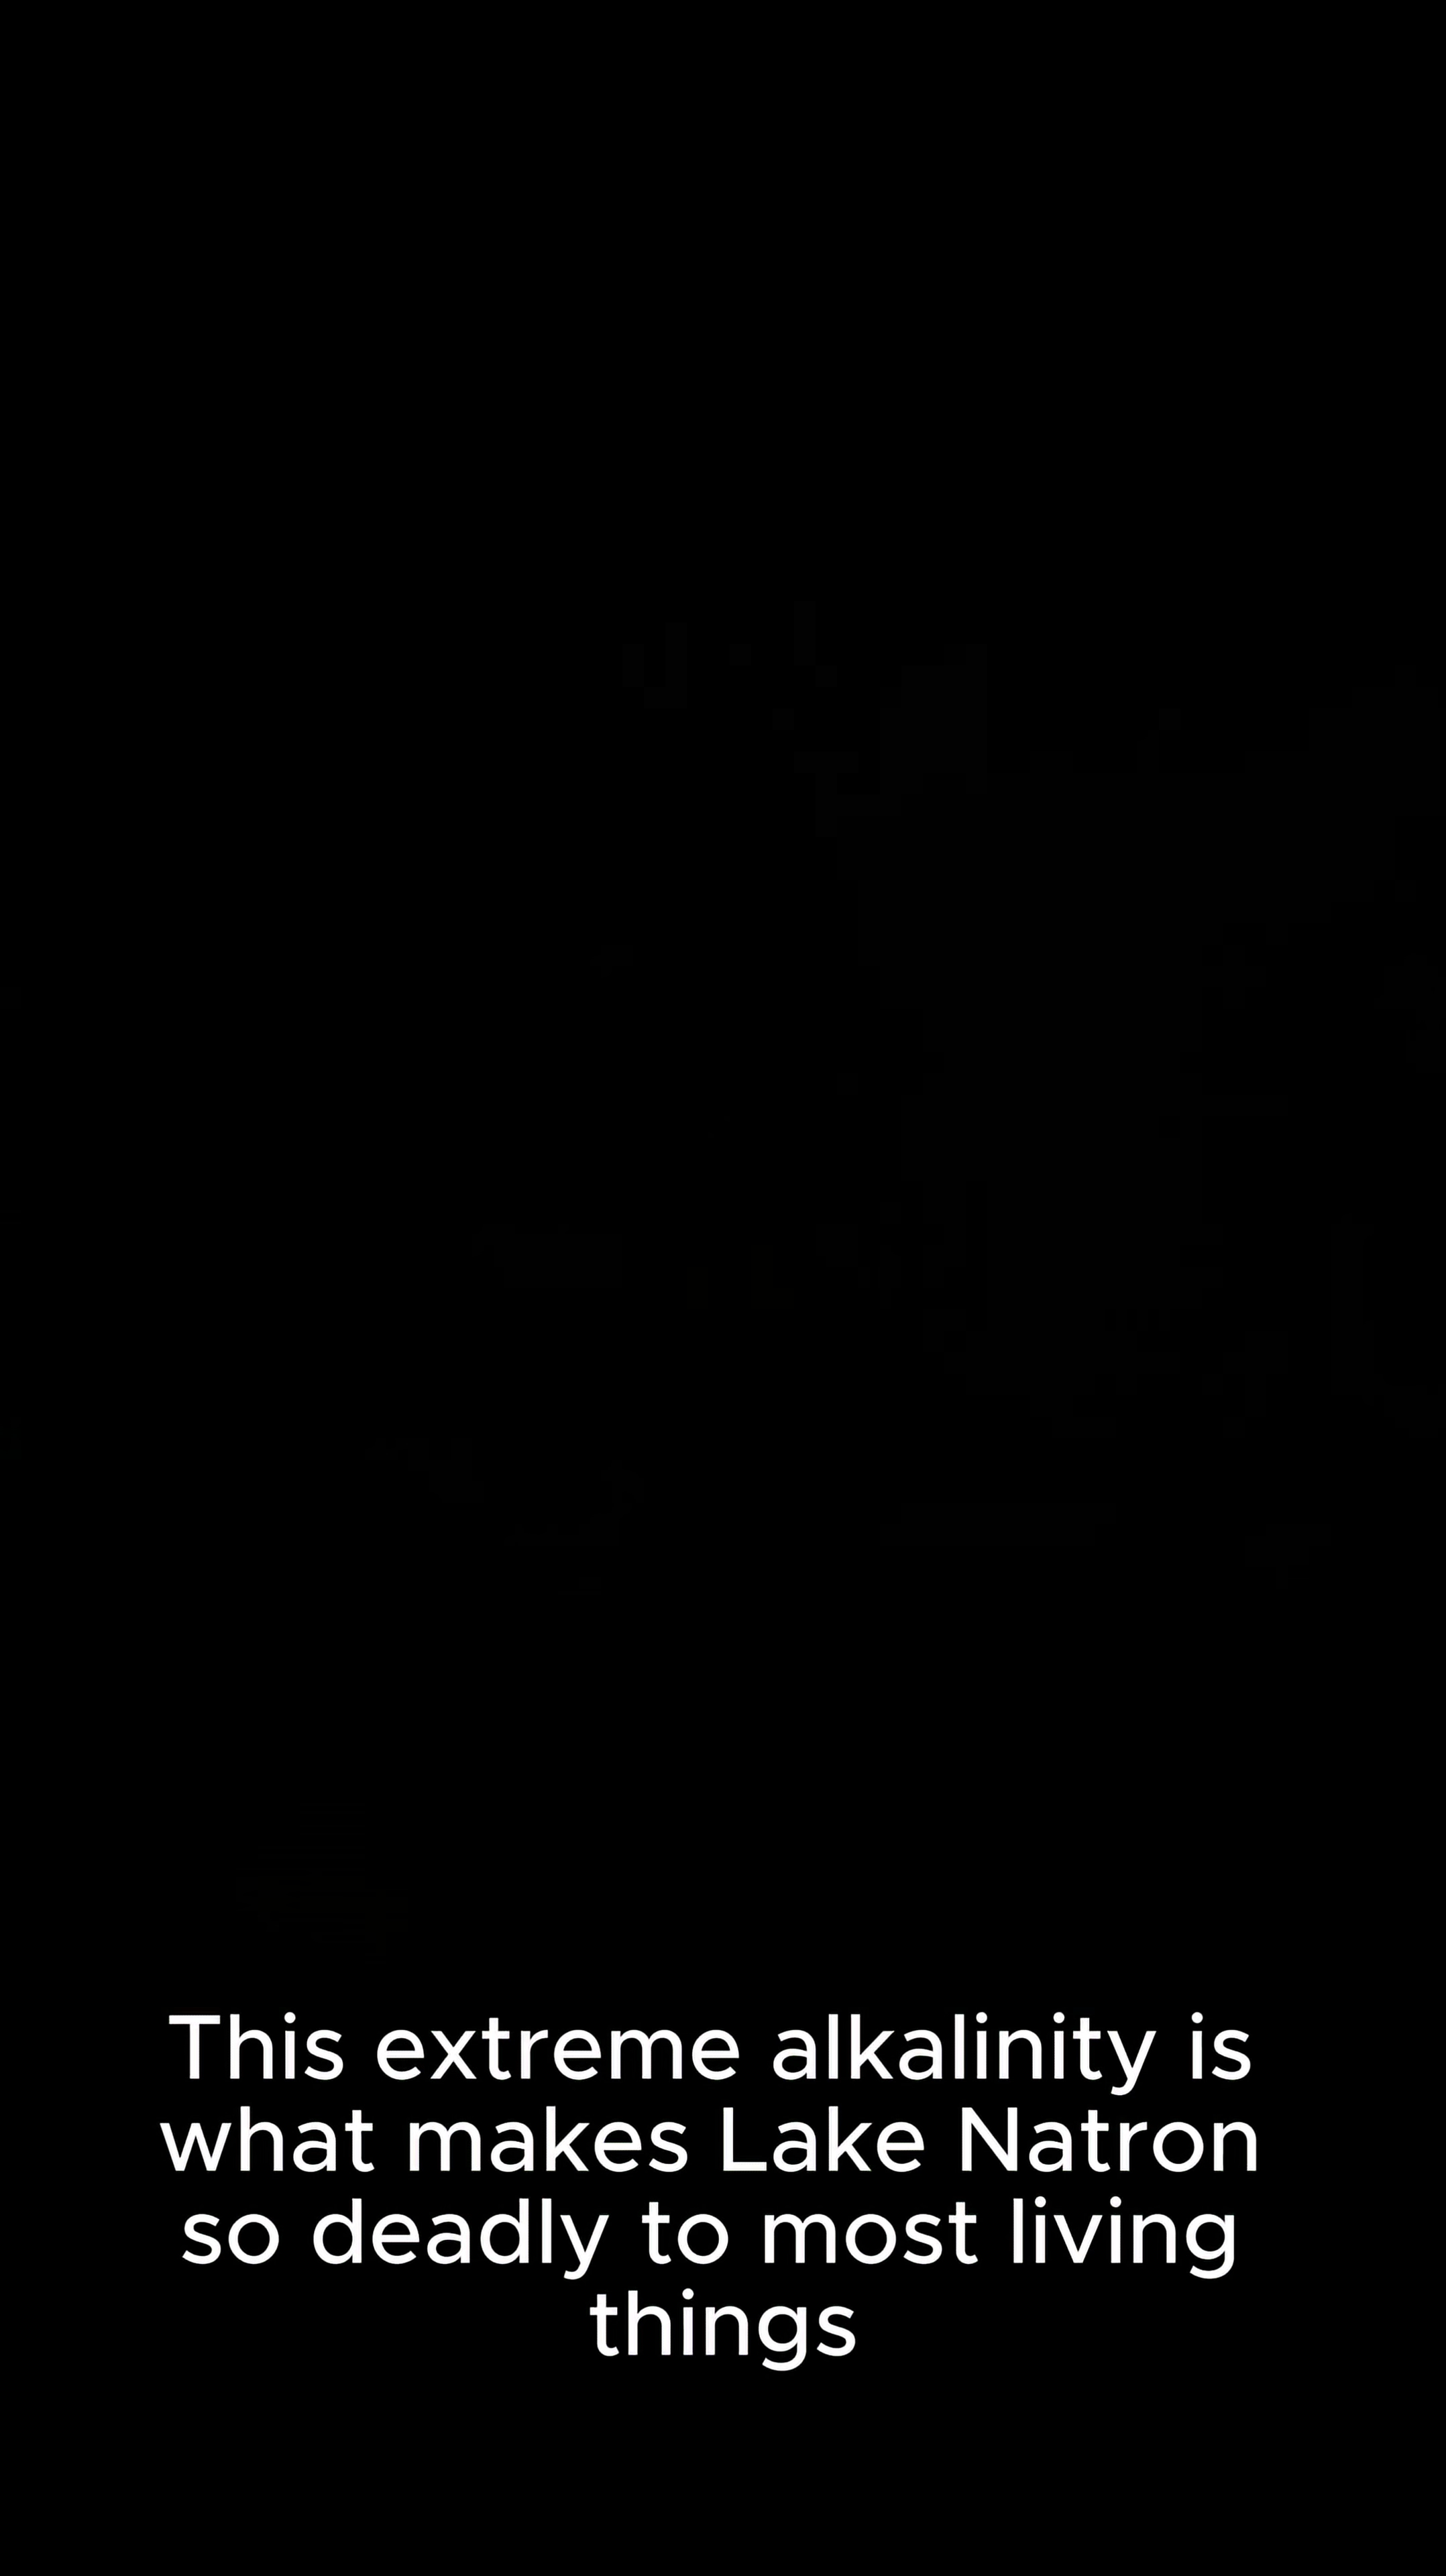 This extreme alkalinity is
what makes Lake Natron
so deadly to most living
things